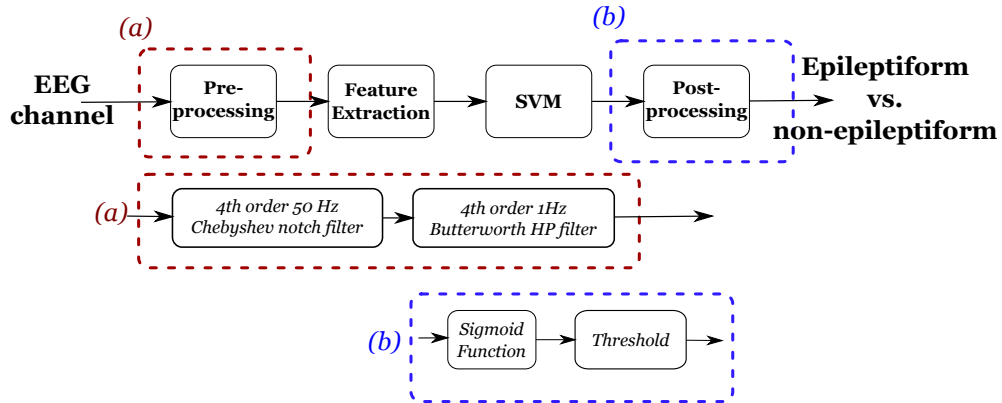 (a)
(b)
EEG
channel
Pre-
processing
Feature
Extraction
SVM
Post-
processing
Epileptiform
vs.
non-epileptiform
(a)
4th order 50 Hz
Chebyshev notch filter
4th order 1Hz
Butterworth HP filter
(b)
Sigmoid
Function
Threshold